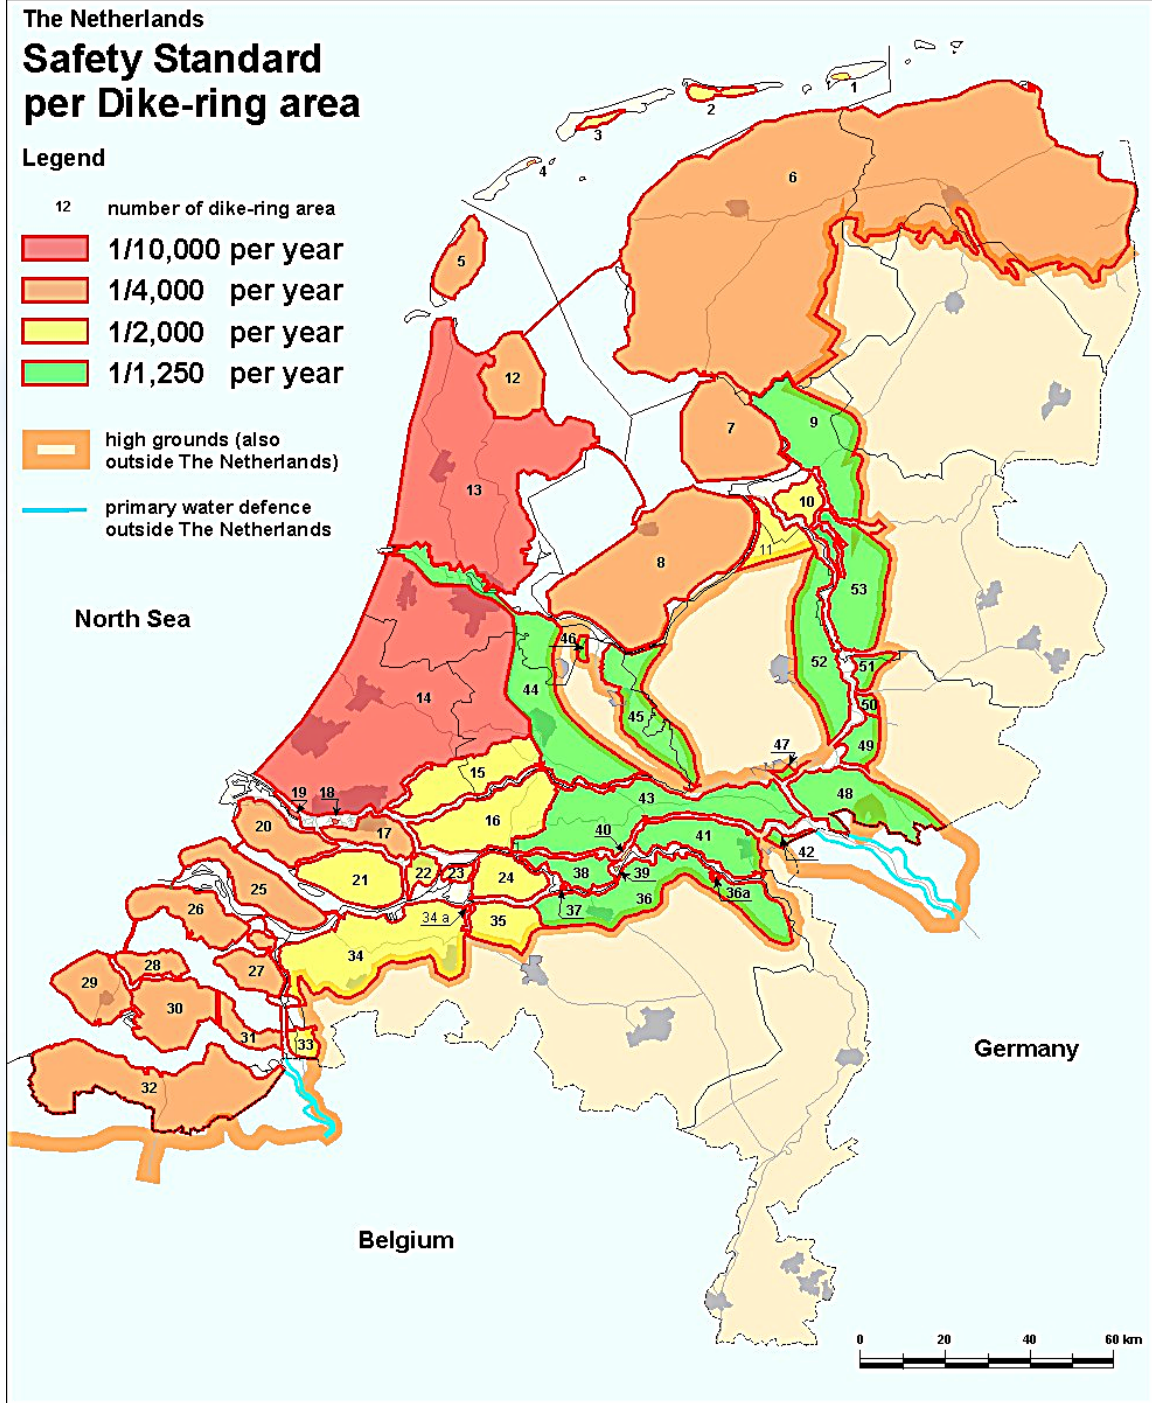 The Netherlands
Safety Standard
per Dike-ring area
Legend
12 number of dike-ring area
1/10,000 per year
1/4,000 per year
1/2,000 per year
1/1,250 per year
high grounds (also
outside The Netherlands)
primary water defence
outside The Netherlands
North Sea
Germany
Belgium
1
2
3
4
5
6
7
8
9
10
11
12
13
14
15
16
17
18
19
20
21
22
23
24
25
26
27
28
29
30
31
32
33
34
34 a
35
36
36a
37
38
39
40
41
42
43
44
45
46
47
48
49
50
51
52
53
0 20 40 60 km